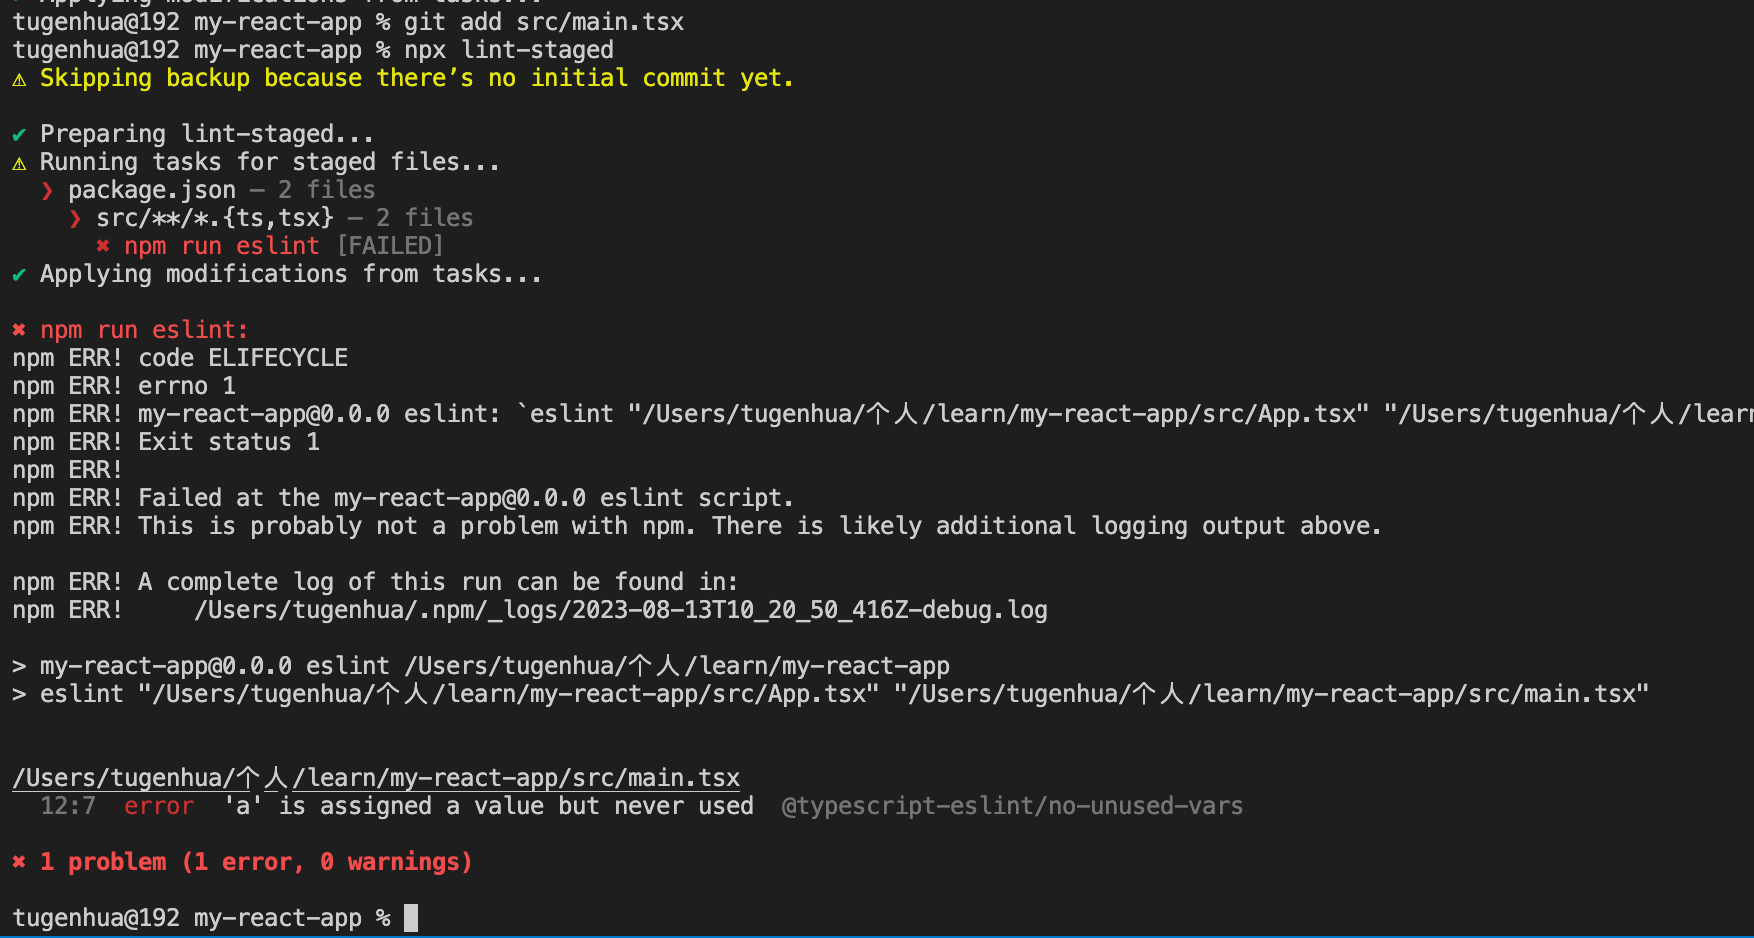 Applying modifications from tasks...
tugenhua@192 my-react-app % git add src/main.tsx
tugenhua@192 my-react-app % npx lint-staged
⚠ Skipping backup because there’s no initial commit yet.
✔ Preparing lint-staged...
⚠ Running tasks for staged files...
❯ package.json — 2 files
❯ src/**/*.{ts,tsx} — 2 files
✖ npm run eslint [FAILED]
✔ Applying modifications from tasks...
✖ npm run eslint:
npm ERR! code ELIFECYCLE
npm ERR! errno 1
npm ERR! my-react-app@0.0.0 eslint: `eslint "/Users/tugenhua/个人/learn/my-react-app/src/App.tsx" "/Users/tugenhua/个人/learn
npm ERR! Exit status 1
npm ERR!
npm ERR! Failed at the my-react-app@0.0.0 eslint script.
npm ERR! This is probably not a problem with npm. There is likely additional logging output above.
npm ERR! A complete log of this run can be found in:
npm ERR!     /Users/tugenhua/.npm/_logs/2023-08-13T10_20_50_416Z-debug.log
> my-react-app@0.0.0 eslint /Users/tugenhua/个人/learn/my-react-app
> eslint "/Users/tugenhua/个人/learn/my-react-app/src/App.tsx" "/Users/tugenhua/个人/learn/my-react-app/src/main.tsx"
/Users/tugenhua/个人/learn/my-react-app/src/main.tsx
12:7  error  'a' is assigned a value but never used  @typescript-eslint/no-unused-vars
✖ 1 problem (1 error, 0 warnings)
tugenhua@192 my-react-app %